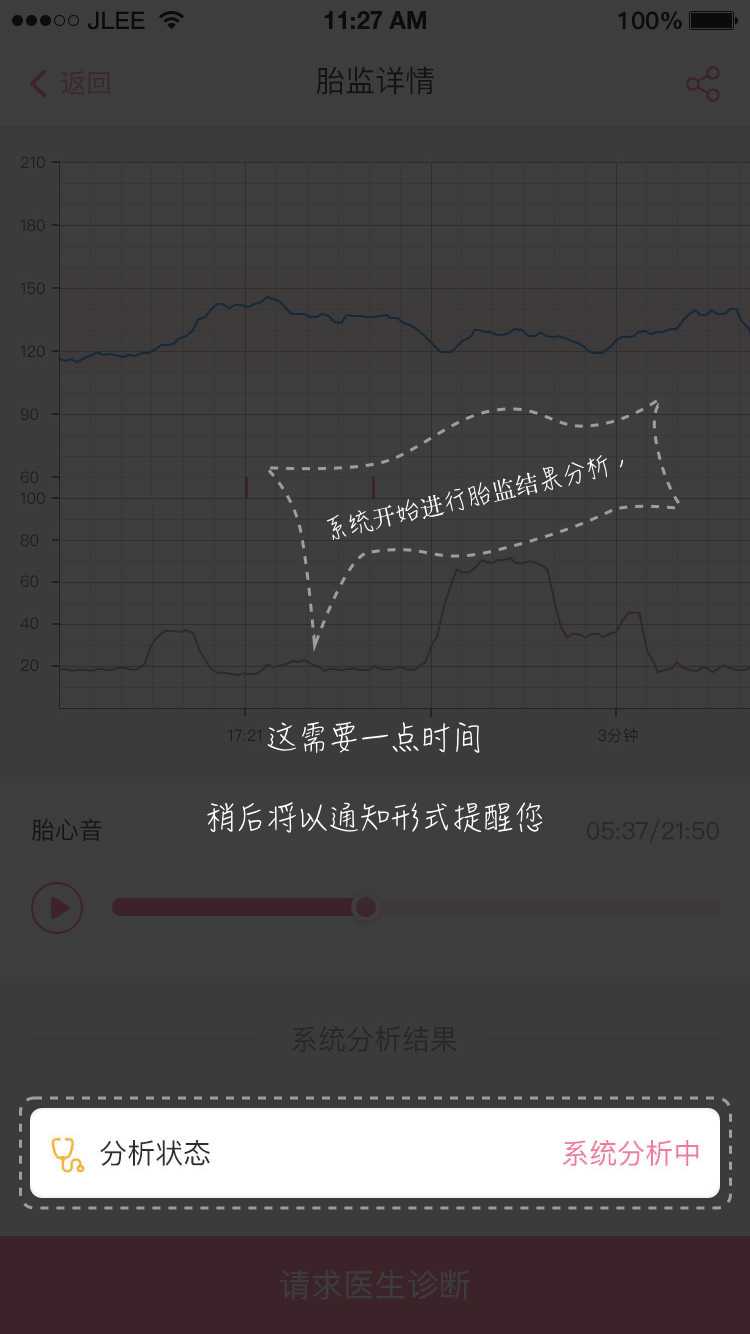 JLEE 11:27 AM 100%
返回 胎监详情
210
180
150
120
90
60
100
80
60
40
20
系统开始进行胎监结果分析，
17:21 3分钟
这需要一点时间
稍后将以通知形式提醒您
胎心音 05:37/21:50
系统分析结果
分析状态 系统分析中
请求医生诊断